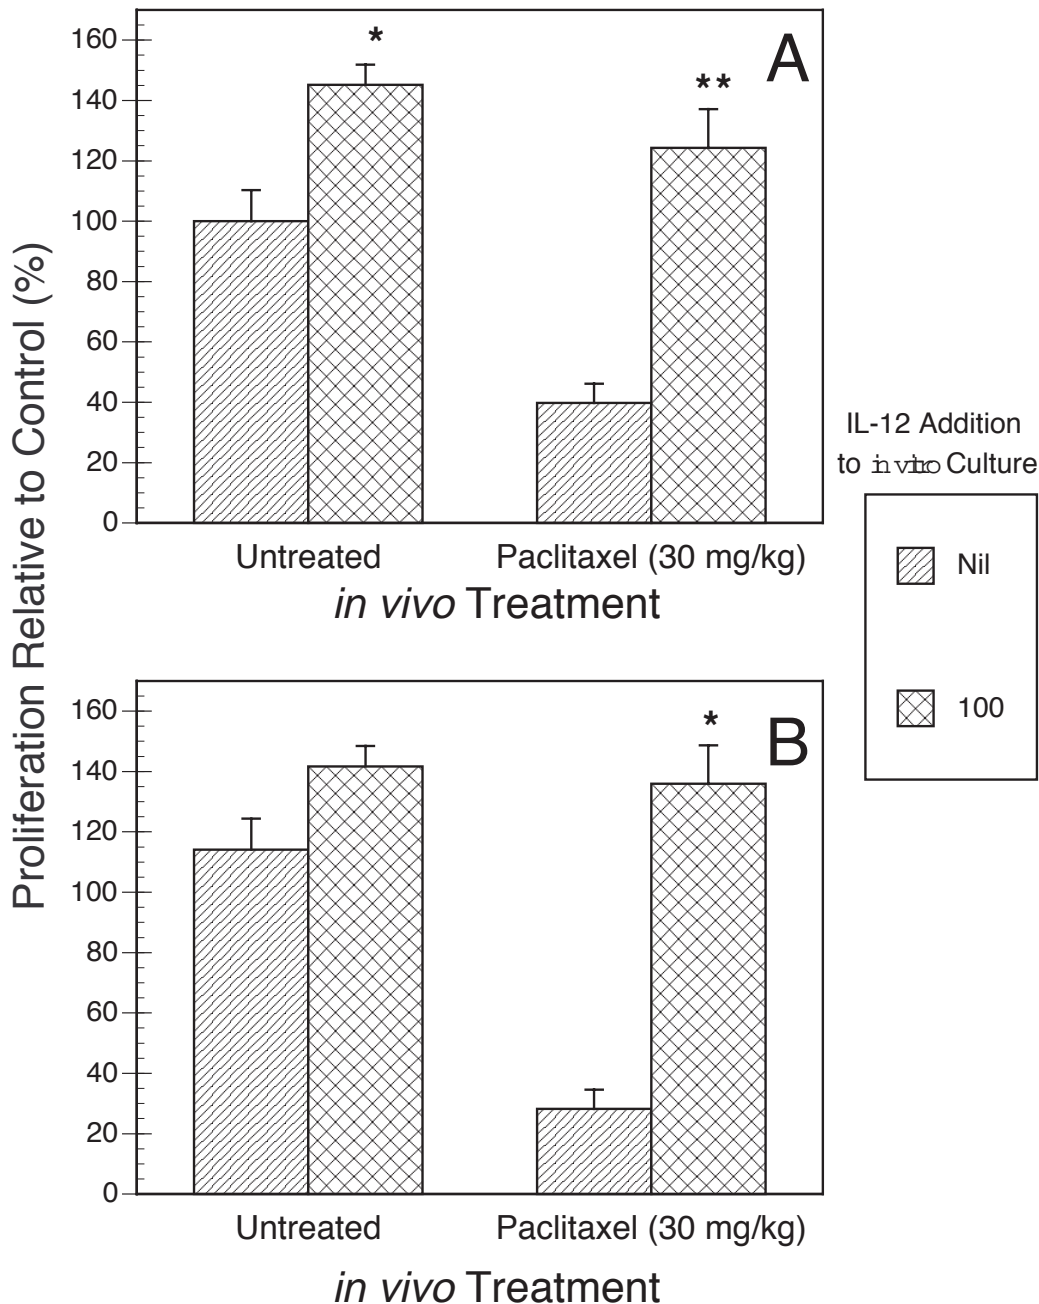 Proliferation Relative to Control (%)
160
140
120
100
80
60
40
20
0
*
**
A
Untreated
Paclitaxel (30 mg/kg)
in vivo Treatment
160
140
120
100
80
60
40
20
0
*
B
Untreated
Paclitaxel (30 mg/kg)
in vivo Treatment
IL-12 Addition
to in vitro Culture
Nil
100